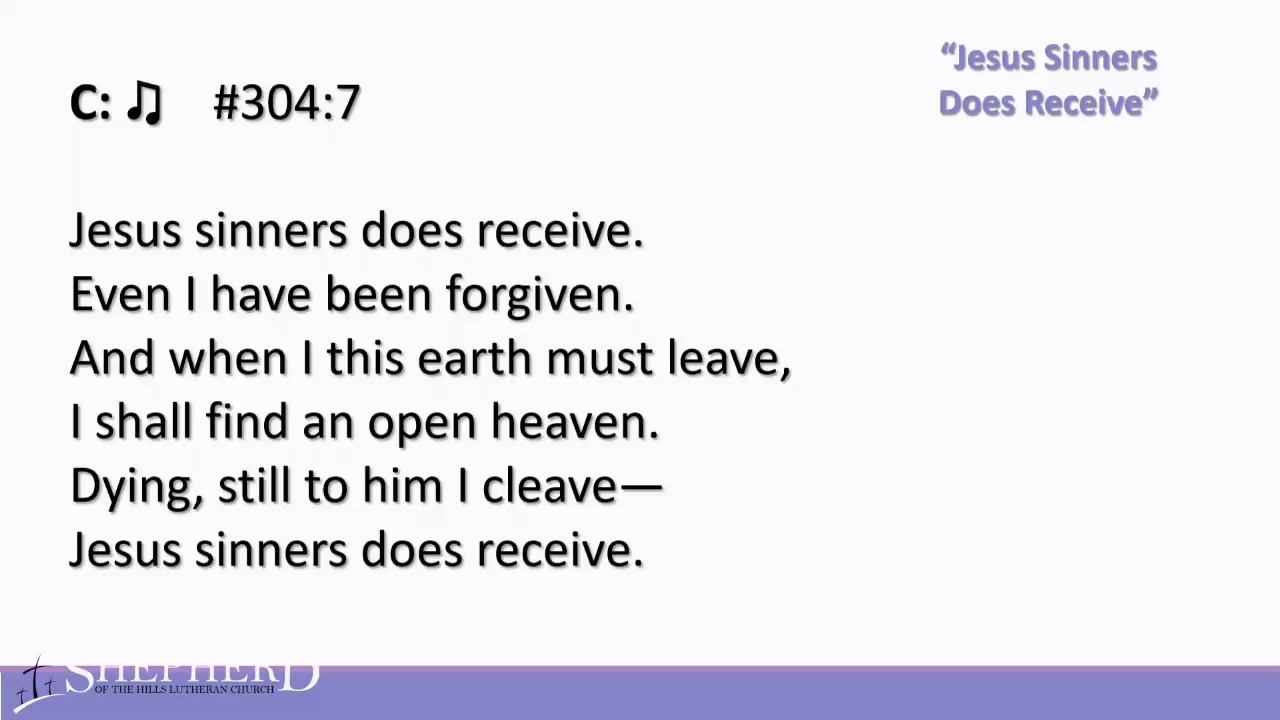 C: ♫ #304:7
“Jesus Sinners
Does Receive”
Jesus sinners does receive.
Even I have been forgiven.
And when I this earth must leave,
I shall find an open heaven.
Dying, still to him I cleave—
Jesus sinners does receive.
SHEPHERD
OF THE HILLS LUTHERAN CHURCH